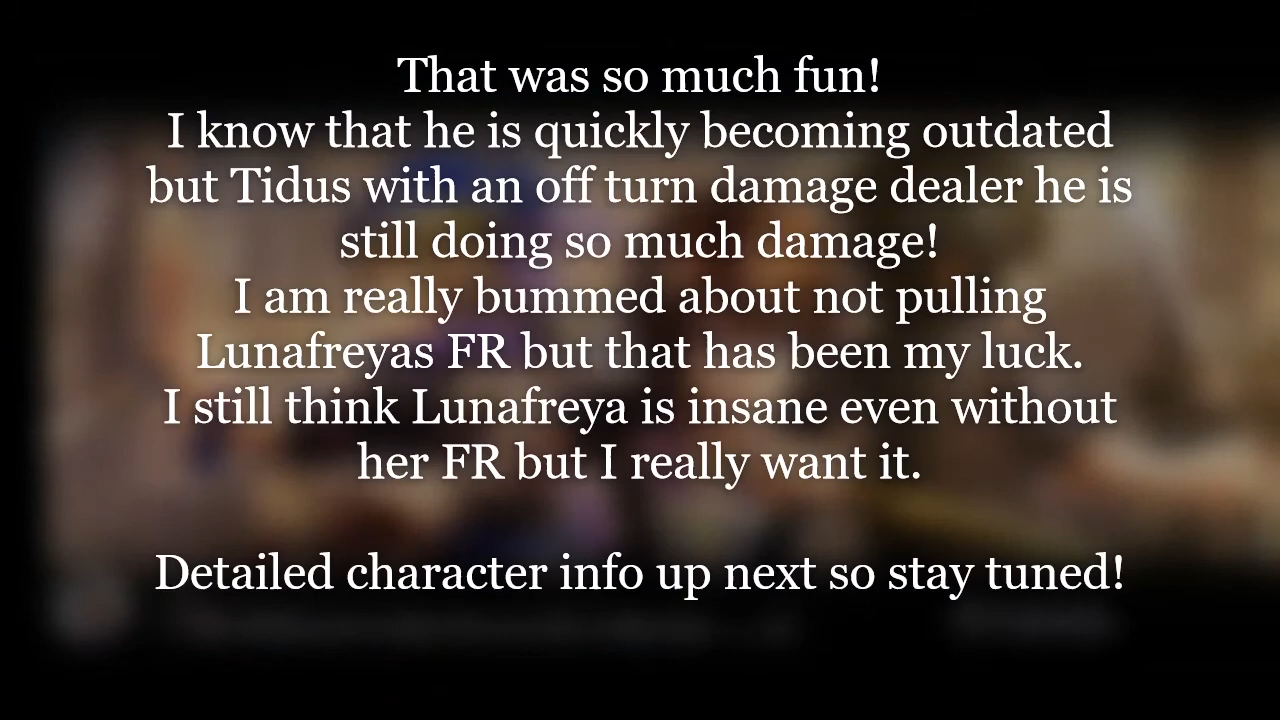 That was so much fun!
I know that he is quickly becoming outdated
but Tidus with an off turn damage dealer he is
still doing so much damage!
I am really bummed about not pulling
Lunafreyas FR but that has been my luck.
I still think Lunafreya is insane even without
her FR but I really want it.
Detailed character info up next so stay tuned!